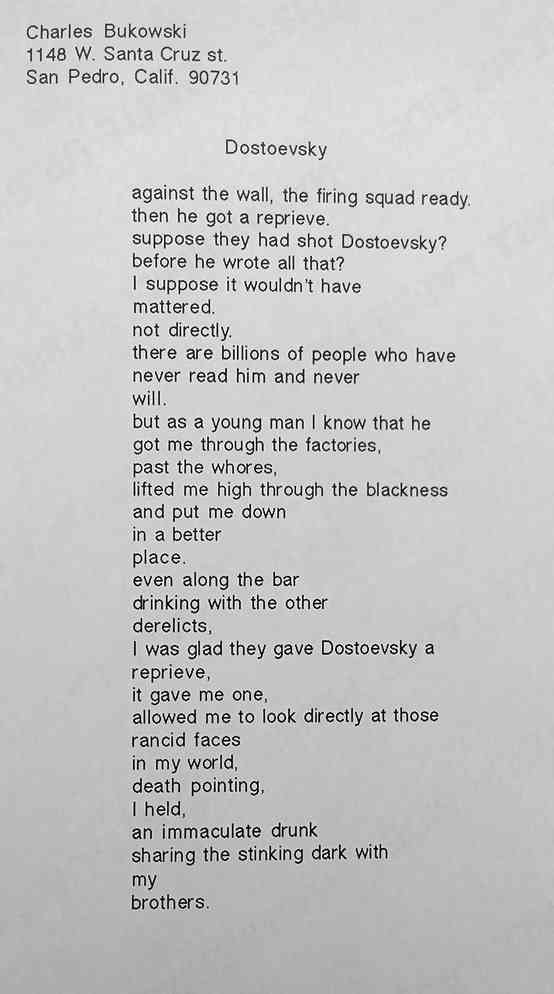 Charles Bukowski
1148 W. Santa Cruz st.
San Pedro, Calif. 90731
Dostoevsky
against the wall, the firing squad ready.
then he got a reprieve.
suppose they had shot Dostoevsky?
before he wrote all that?
I suppose it wouldn't have
mattered.
not directly.
there are billions of people who have
never read him and never
will.
but as a young man I know that he
got me through the factories,
past the whores,
lifted me high through the blackness
and put me down
in a better
place.
even along the bar
drinking with the other
derelicts,
I was glad they gave Dostoevsky a
reprieve,
it gave me one,
allowed me to look directly at those
rancid faces
in my world,
death pointing,
I held,
an immaculate drunk
sharing the stinking dark with
my
brothers.